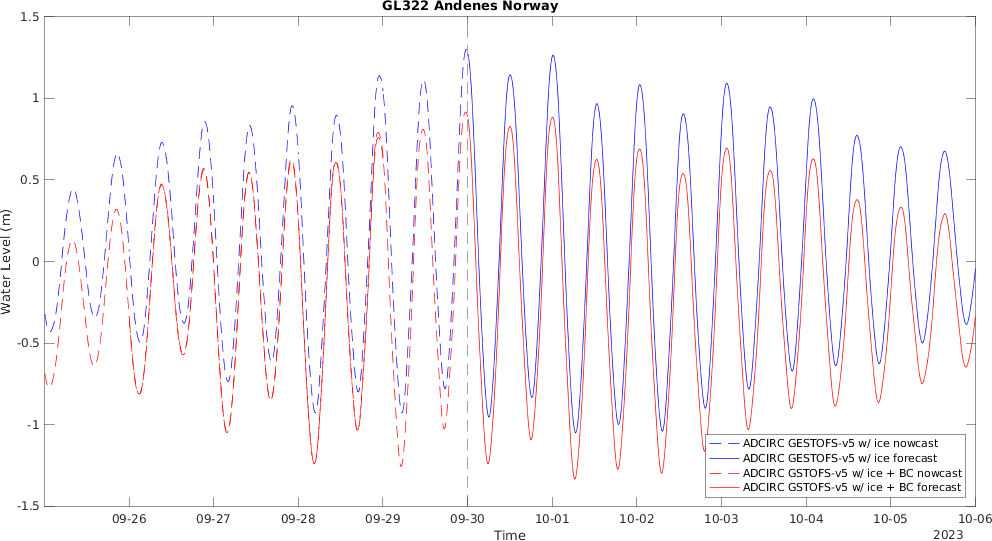 GL322 Andenes Norway
1.5
1
0.5
0
-0.5
-1
-1.5
Water Level (m)
ADCIRC GESTOFS-v5 w/ ice nowcast
ADCIRC GESTOFS-v5 w/ ice forecast
ADCIRC GSTOFS-v5 w/ ice + BC nowcast
ADCIRC GSTOFS-v5 w/ ice + BC forecast
09-26 09-27 09-28 09-29 09-30 10-01 10-02 10-03 10-04 10-05 10-06
Time
2023